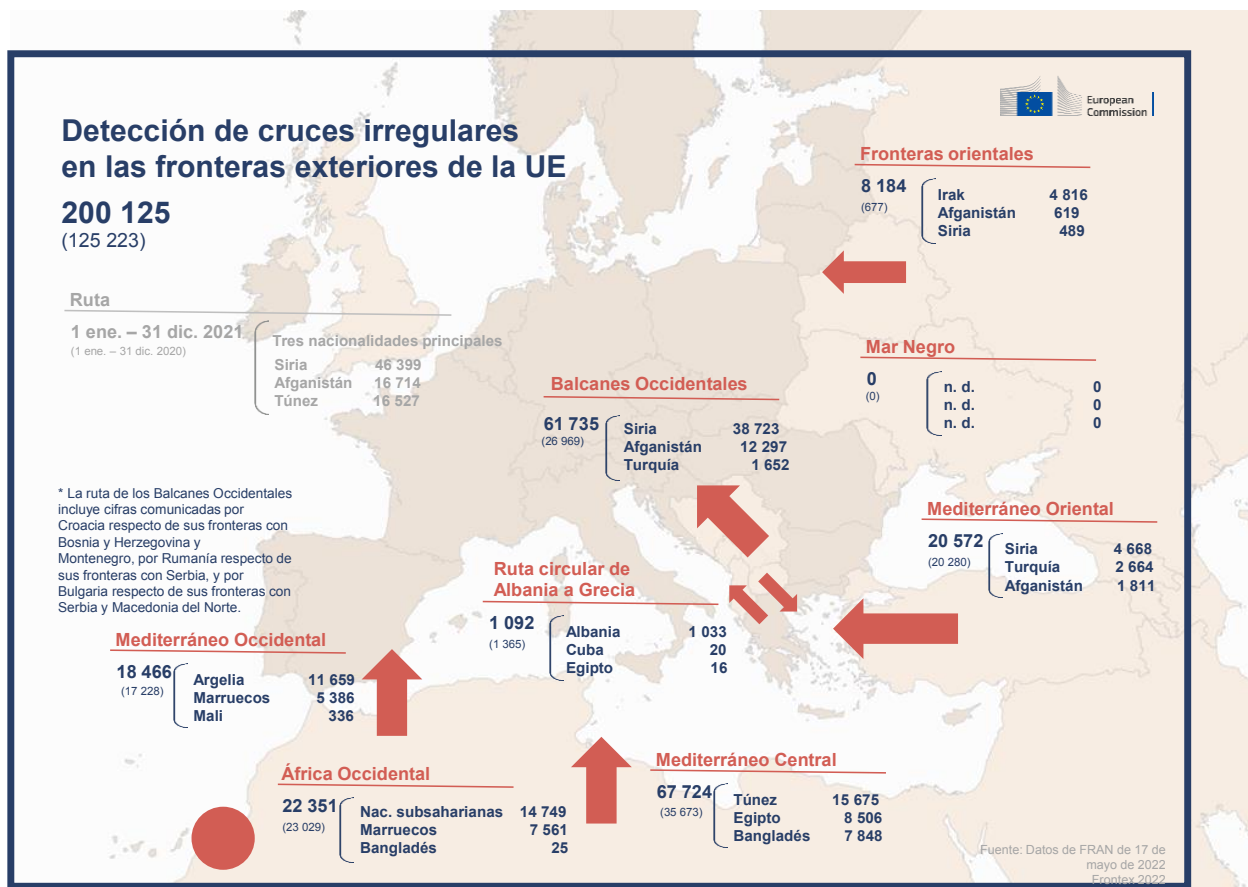 European
Commission
Detección de cruces irregulares
en las fronteras exteriores de la UE
200 125
(125 223)
Ruta
1 ene. – 31 dic. 2021
(1 ene. – 31 dic. 2020)
Tres nacionalidades principales
Siria 46 399
Afganistán 16 714
Túnez 16 527
Fronteras orientales
8 184
(677)
Irak 4 816
Afganistán 619
Siria 489
Mar Negro
0
(0)
n. d. 0
n. d. 0
n. d. 0
Balcanes Occidentales
61 735
(26 969)
Siria 38 723
Afganistán 12 297
Turquía 1 652
* La ruta de los Balcanes Occidentales
incluye cifras comunicadas por
Croacia respecto de sus fronteras con
Bosnia y Herzegovina y
Montenegro, por Rumanía respecto de
sus fronteras con Serbia, y por
Bulgaria respecto de sus fronteras con
Serbia y Macedonia del Norte.
Mediterráneo Oriental
20 572
(20 280)
Siria 4 668
Turquía 2 664
Afganistán 1 811
Ruta circular de
Albania a Grecia
1 092
(1 365)
Albania 1 033
Cuba 20
Egipto 16
Mediterráneo Occidental
18 466
(17 228)
Argelia 11 659
Marruecos 5 386
Mali 336
África Occidental
22 351
(23 029)
Nac. subsaharianas 14 749
Marruecos 7 561
Bangladés 25
Mediterráneo Central
67 724
(35 673)
Túnez 15 675
Egipto 8 506
Bangladés 7 848
Fuente: Datos de FRAN de 17 de
mayo de 2022
Frontex 2022